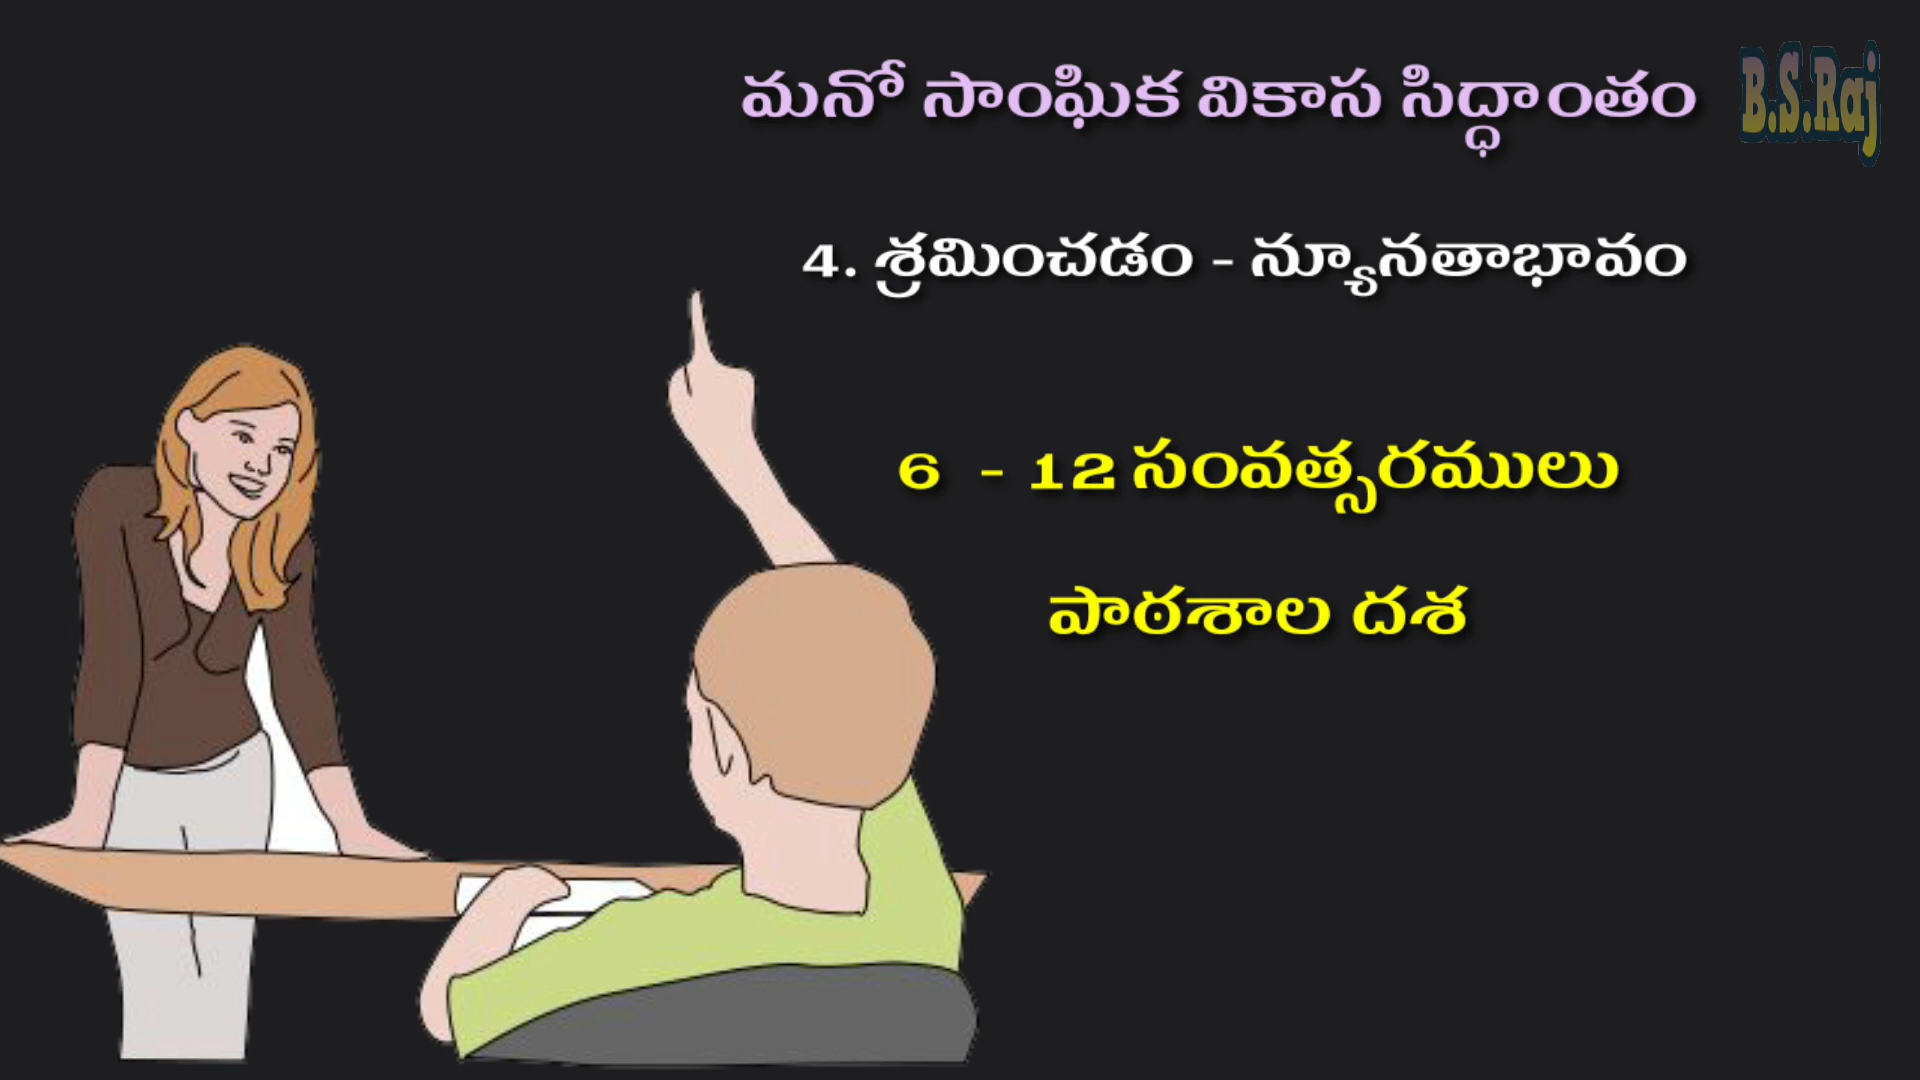 మనో సాంఘిక వికాస సిద్ధాంతం
B.S.Raj
4. శ్రమించడం - న్యూనతాభావం
6 - 12 సంవత్సరములు
పాఠశాల దశ